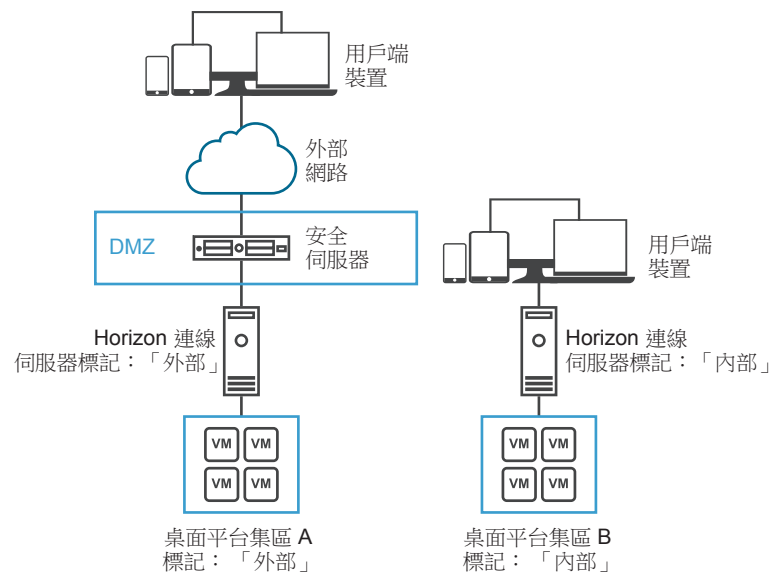 用戶端
裝置
外部
網路
DMZ
安全
伺服器
Horizon 連線
伺服器標記：「外部」
VM VM
VM VM
桌面平台集區 A
標記：「外部」
用戶端
裝置
Horizon 連線
伺服器標記：「內部」
VM VM
VM VM
桌面平台集區 B
標記：「內部」